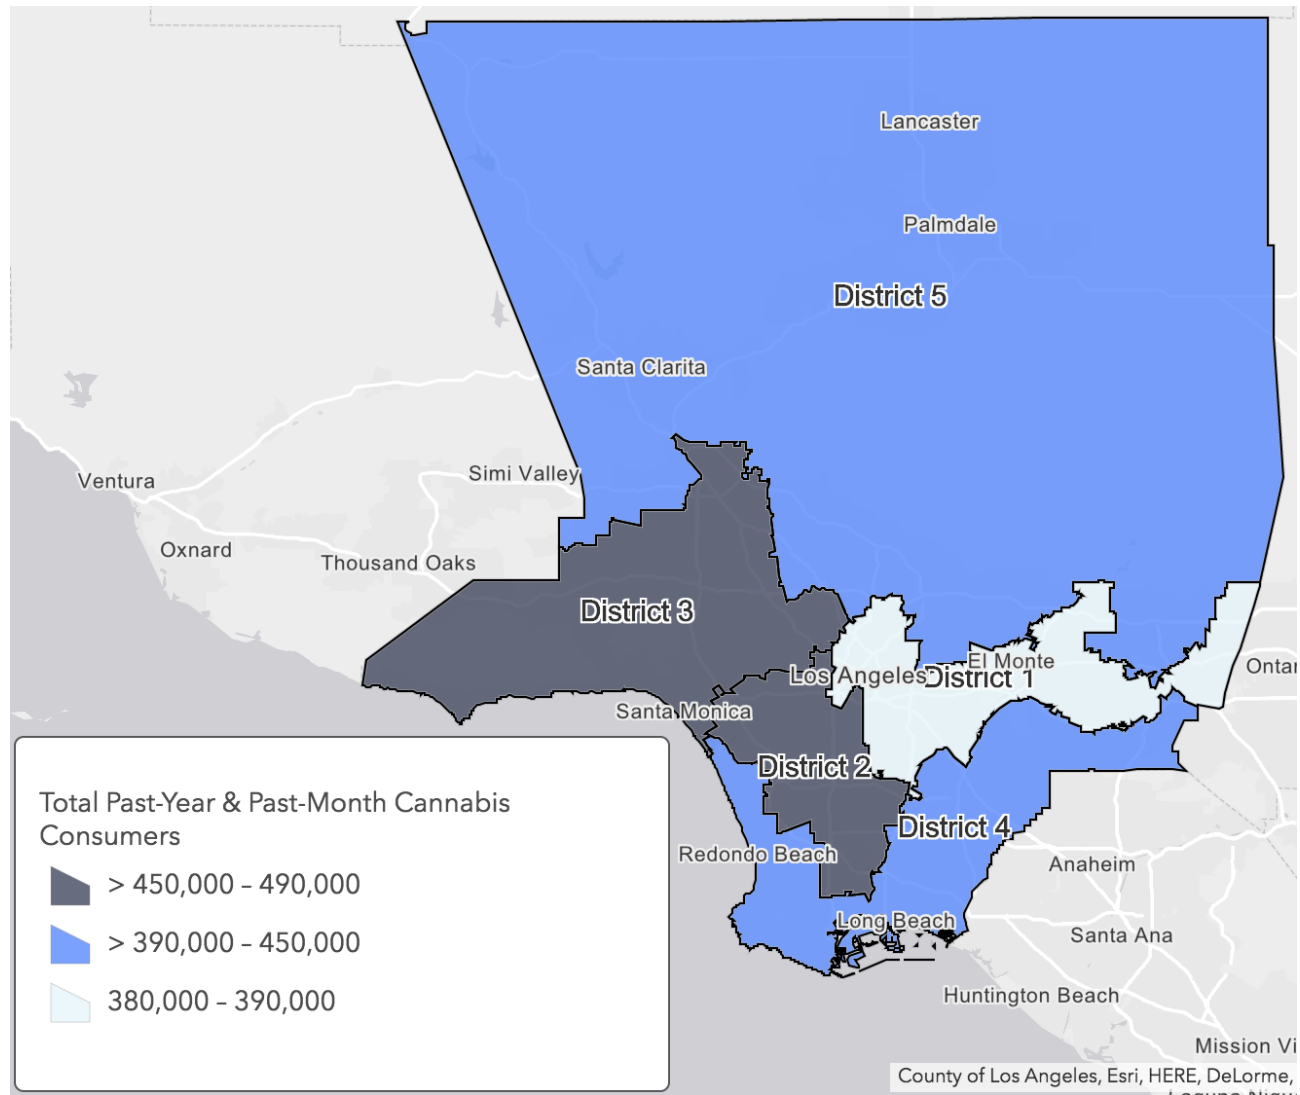 Lancaster
Palmdale
District 5
Santa Clarita
Simi Valley
Ventura
Oxnard
Thousand Oaks
District 3
El Monte
Los Angeles
District 1
Ontar
Santa Monica
District 2
District 4
Redondo Beach
Anaheim
Long Beach
Santa Ana
Huntington Beach
Mission Vi
Total Past-Year & Past-Month Cannabis
Consumers
> 450,000 – 490,000
> 390,000 – 450,000
380,000 – 390,000
County of Los Angeles, Esri, HERE, DeLorme,